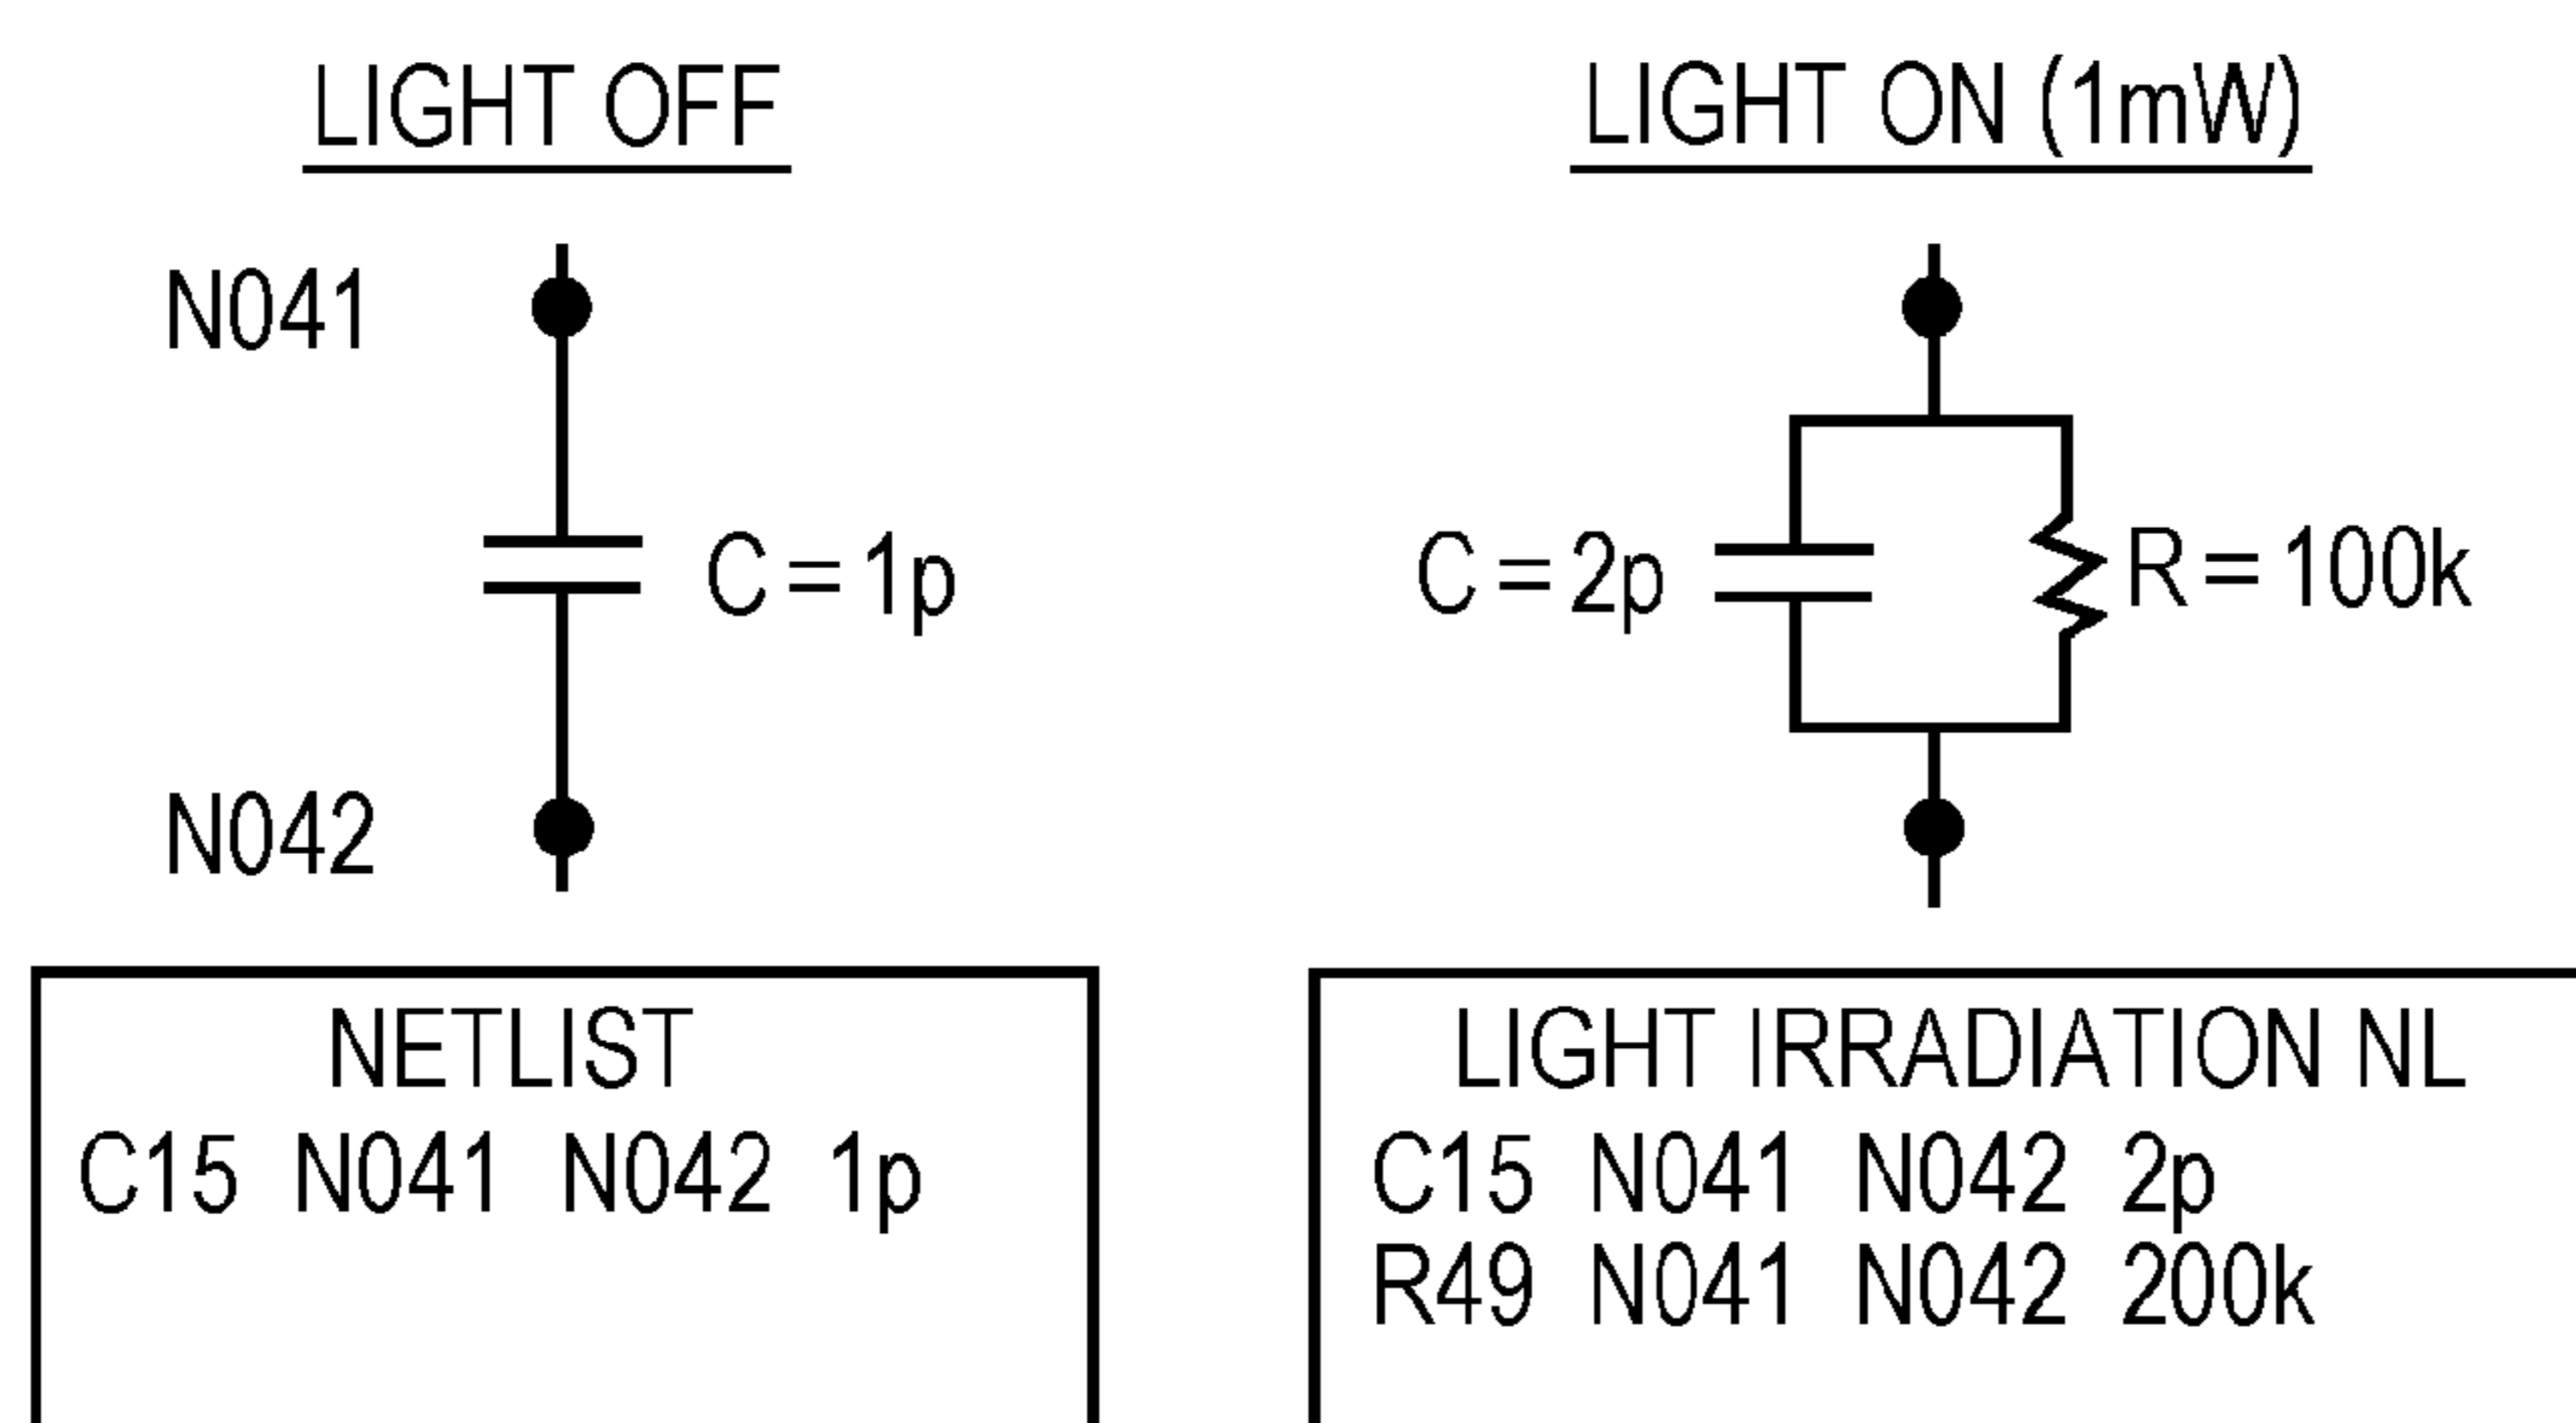 LIGHT OFF
N041
C = 1p
N042
NETLIST
C15 N041 N042 1p
LIGHT ON (1mW)
C = 2p
R = 100k
LIGHT IRRADIATION NL
C15 N041 N042 2p
R49 N041 N042 200k